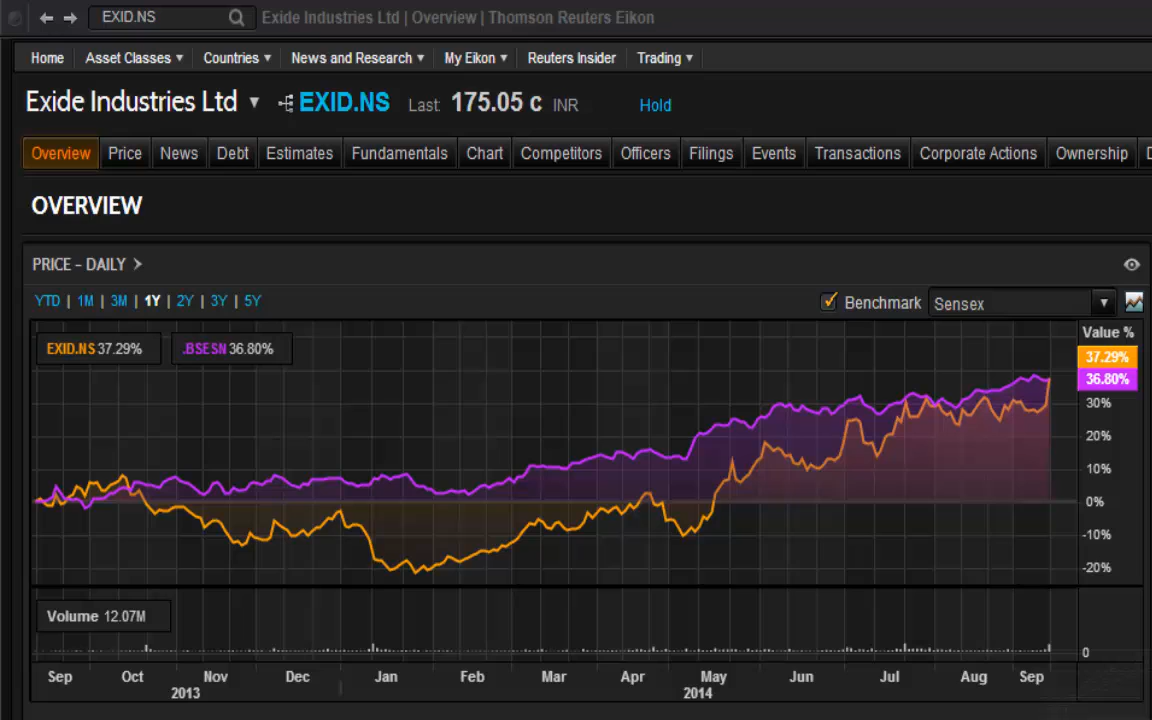 EXID.NS Exide Industries Ltd | Overview | Thomson Reuters Eikon
Home Asset Classes Countries News and Research My Eikon Reuters Insider Trading
Exide Industries Ltd EXID.NS Last 175.05 c INR Hold
Overview Price News Debt Estimates Fundamentals Chart Competitors Officers Filings Events Transactions Corporate Actions Ownership
OVERVIEW
PRICE - DAILY
YTD | 1M | 3M | 1Y | 2Y | 3Y | 5Y Benchmark Sensex
Value %
EXID.NS 37.29% .BSESN 36.80%
37.29%
36.80%
30%
20%
10%
0%
-10%
-20%
Volume 12.07M
0
Sep Oct Nov Dec Jan Feb Mar Apr May Jun Jul Aug Sep
2013 2014